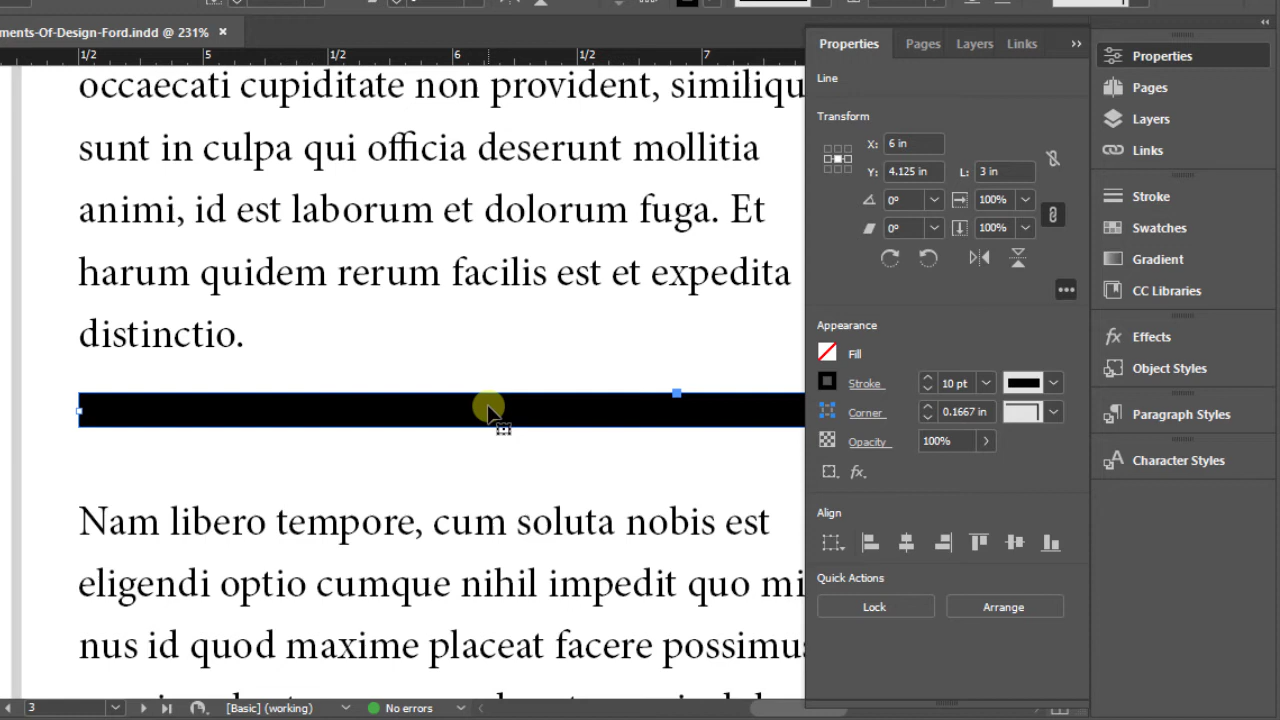 ments-Of-Design-Ford.indd @ 231% ×
1/2 5 1/2 6 1/2 7
occaecati cupiditate non provident, similiqu
sunt in culpa qui officia deserunt mollitia
animi, id est laborum et dolorum fuga. Et
harum quidem rerum facilis est et expedita
distinctio.
Nam libero tempore, cum soluta nobis est
eligendi optio cumque nihil impedit quo mi
nus id quod maxime placeat facere possimus
3 [Basic] (working) No errors
Properties Pages Layers Links
Line
Transform
X: 6 in
Y: 4.125 in L: 3 in
0° 100%
0° 100%
Appearance
Fill
Stroke 10 pt
Corner 0.1667 in
Opacity 100%
fx.
Align
Quick Actions
Lock Arrange
Properties
Pages
Layers
Links
Stroke
Swatches
Gradient
CC Libraries
fx Effects
Object Styles
Paragraph Styles
Character Styles